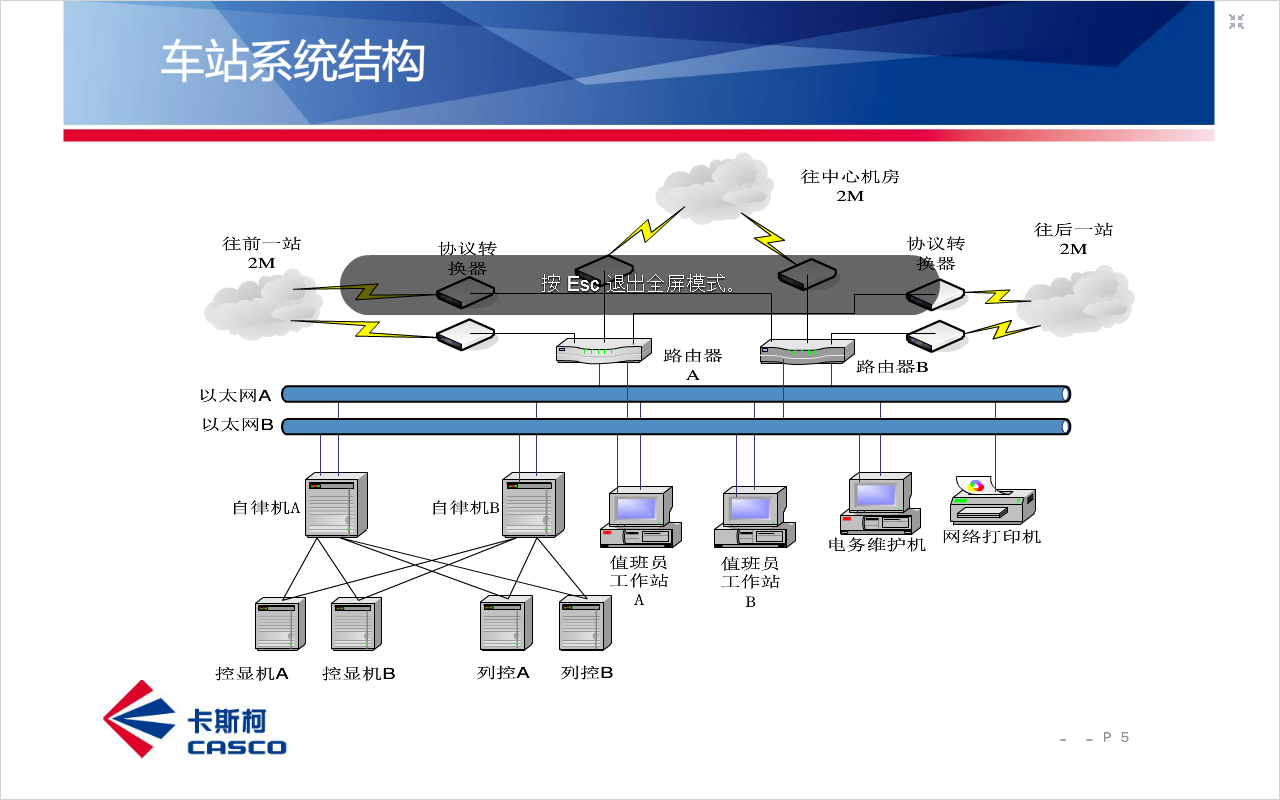 车站系统结构
往中心机房
2M
往前一站
2M
协议转
换器
协议转
换器
往后一站
2M
按 Esc 退出全屏模式。
路由器
A
路由器B
以太网A
以太网B
自律机A
自律机B
值班员
工作站
A
值班员
工作站
B
电务维护机
网络打印机
控显机A
控显机B
列控A
列控B
卡斯柯
CASCO
– – P 5